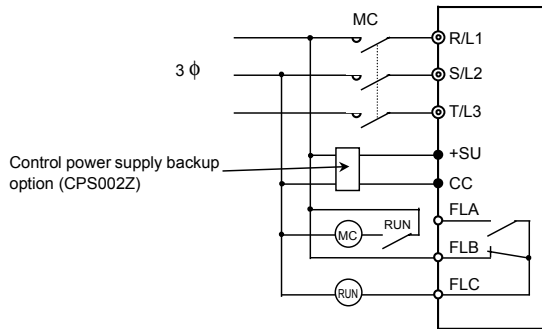 MC
R/L1
3 ϕ
S/L2
T/L3
+SU
Control power supply backup
option (CPS002Z)
CC
FLA
MC
RUN
FLB
RUN
FLC